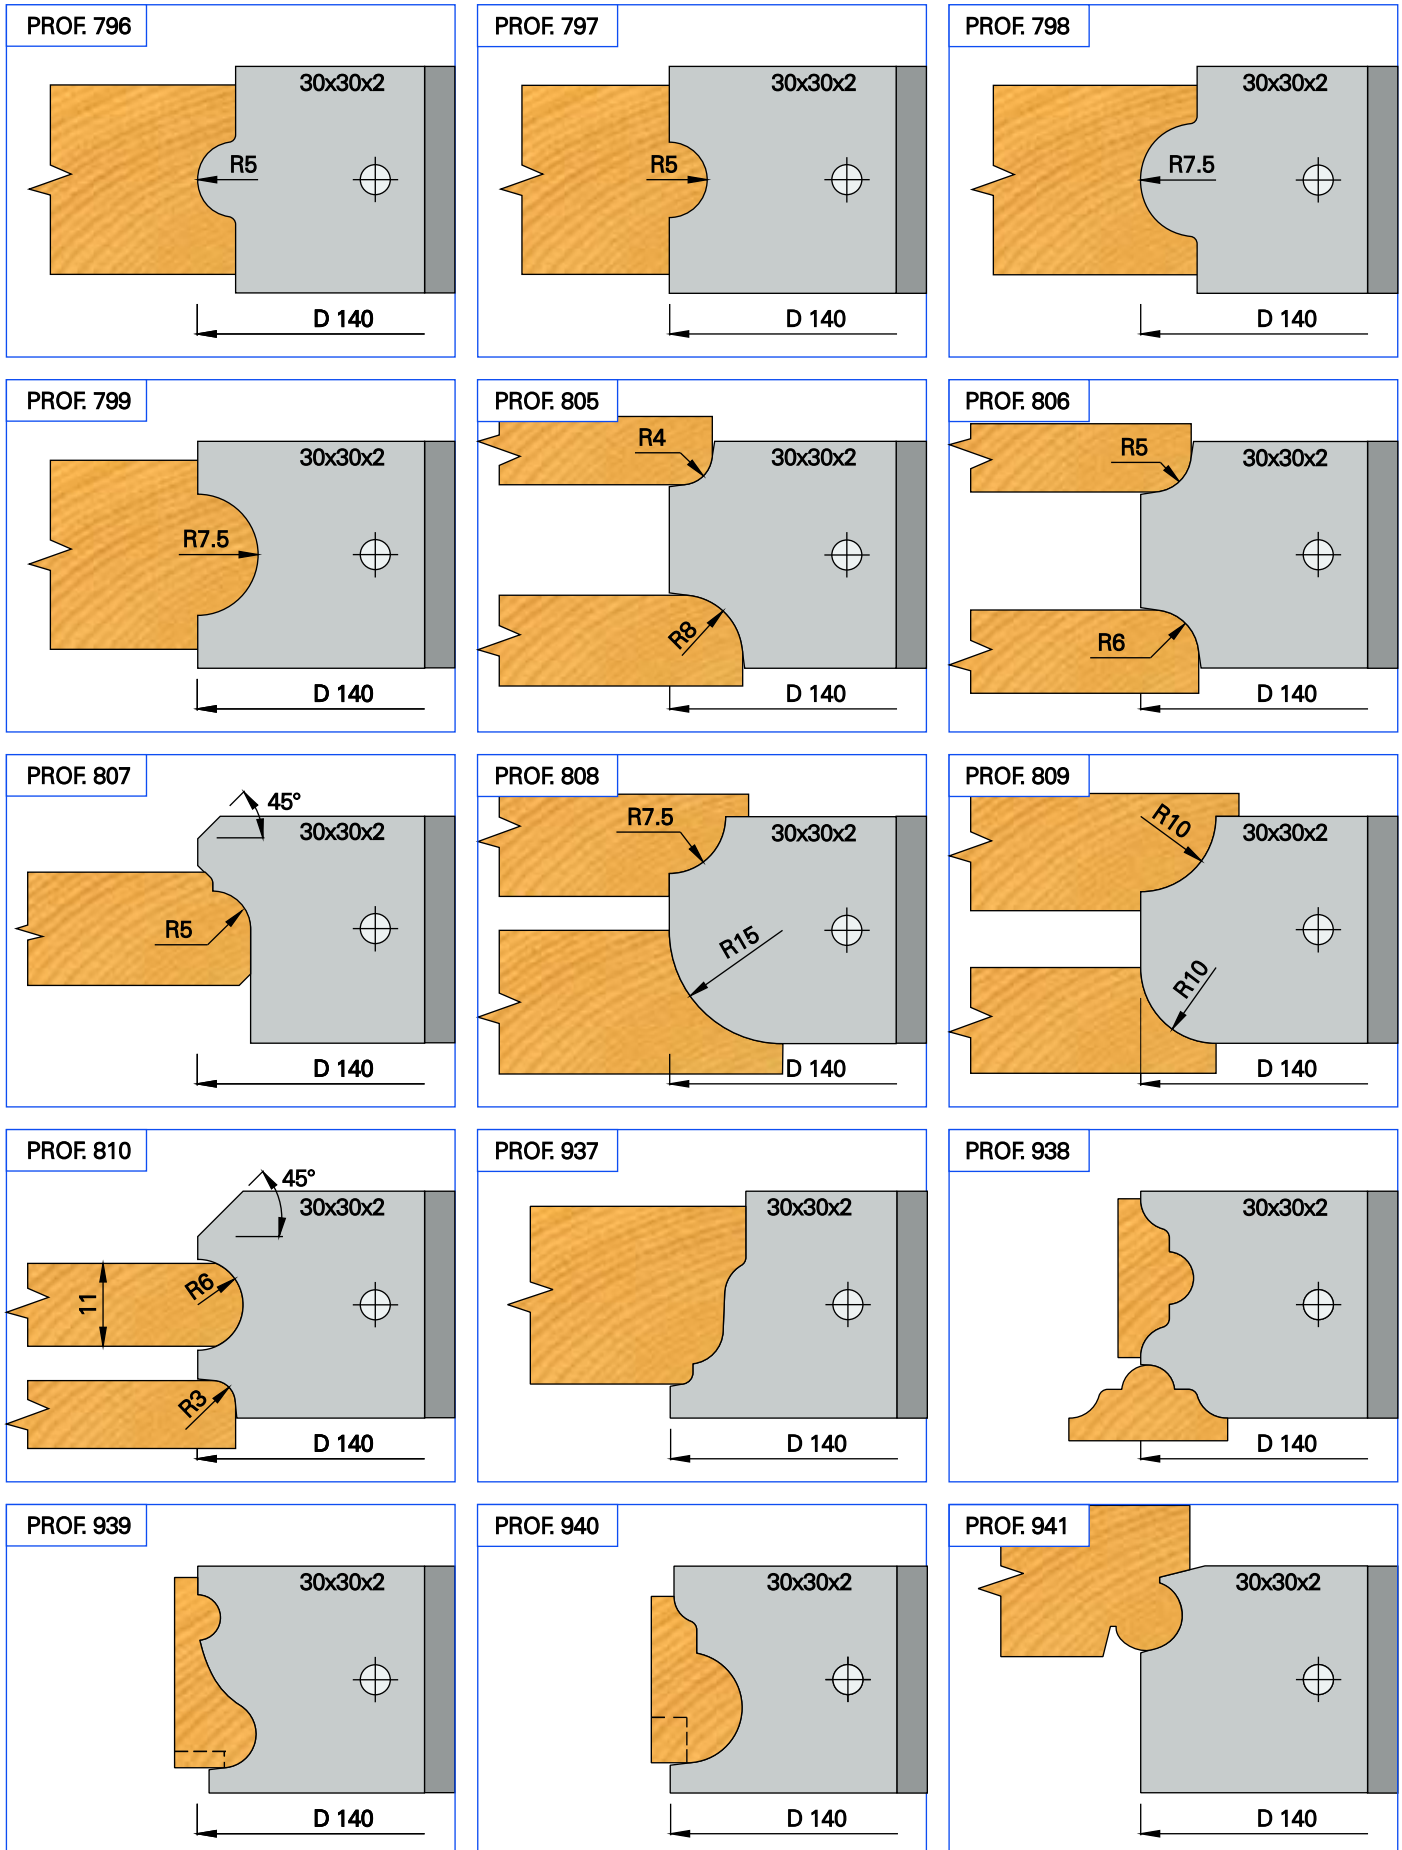 PROF. 796
30x30x2
R5
D 140
PROF. 797
30x30x2
R5
D 140
PROF. 798
30x30x2
R7.5
D 140
PROF. 799
30x30x2
R7.5
D 140
PROF. 805
R4
30x30x2
R8
D 140
PROF. 806
R5
30x30x2
R6
D 140
PROF. 807
45°
30x30x2
R5
D 140
PROF. 808
R7.5
30x30x2
R15
D 140
PROF. 809
R10
30x30x2
R10
D 140
PROF. 810
45°
30x30x2
R6
11
R3
D 140
PROF. 937
30x30x2
D 140
PROF. 938
30x30x2
D 140
PROF. 939
30x30x2
D 140
PROF. 940
30x30x2
D 140
PROF. 941
30x30x2
D 140